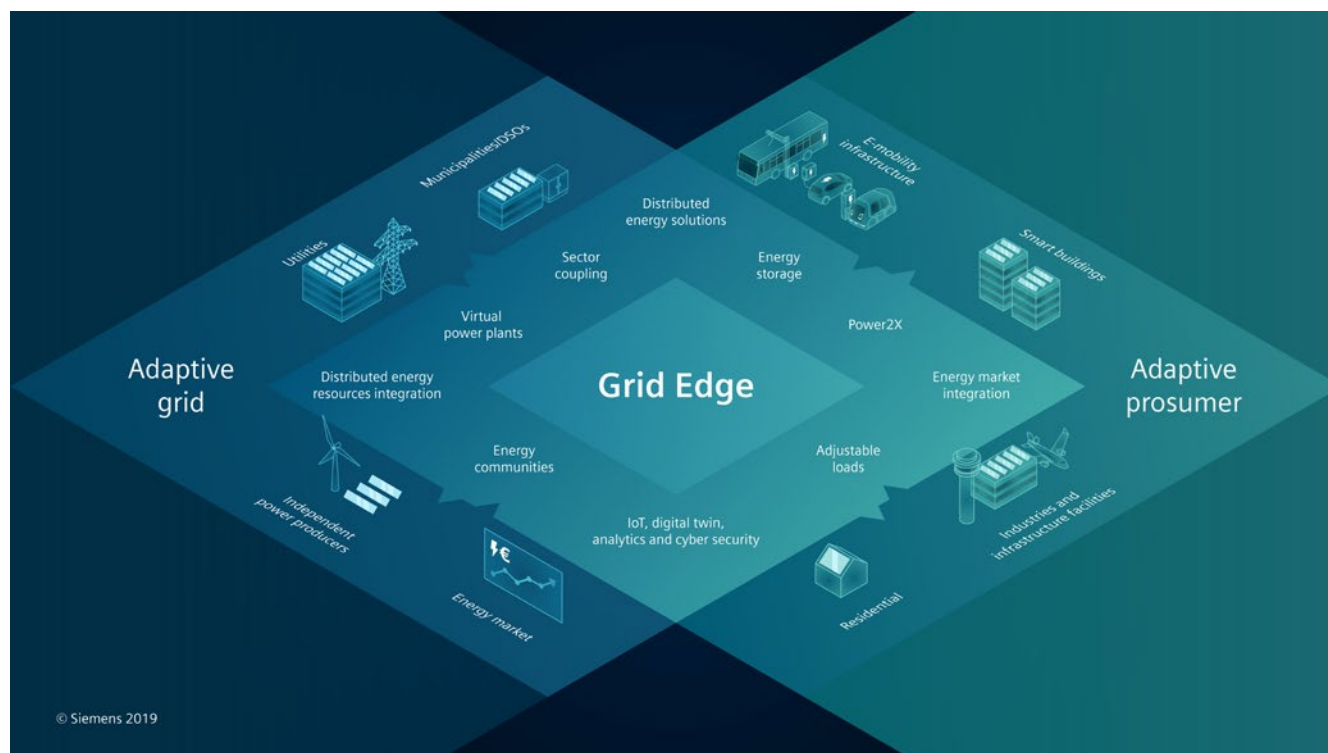 Municipalities/DSOs
E-mobility
infrastructure
Distributed
energy solutions
Utilities
Sector
coupling
Energy
storage
Smart buildings
Virtual
power plants
Power2X
Adaptive
grid
Distributed energy
resources integration
Grid Edge
Energy market
integration
Adaptive
prosumer
Energy
communities
Adjustable
loads
Independent
power producers
Industries and
infrastructure facilities
IoT, digital twin,
analytics and cyber security
€
Energy market
Residential
© Siemens 2019